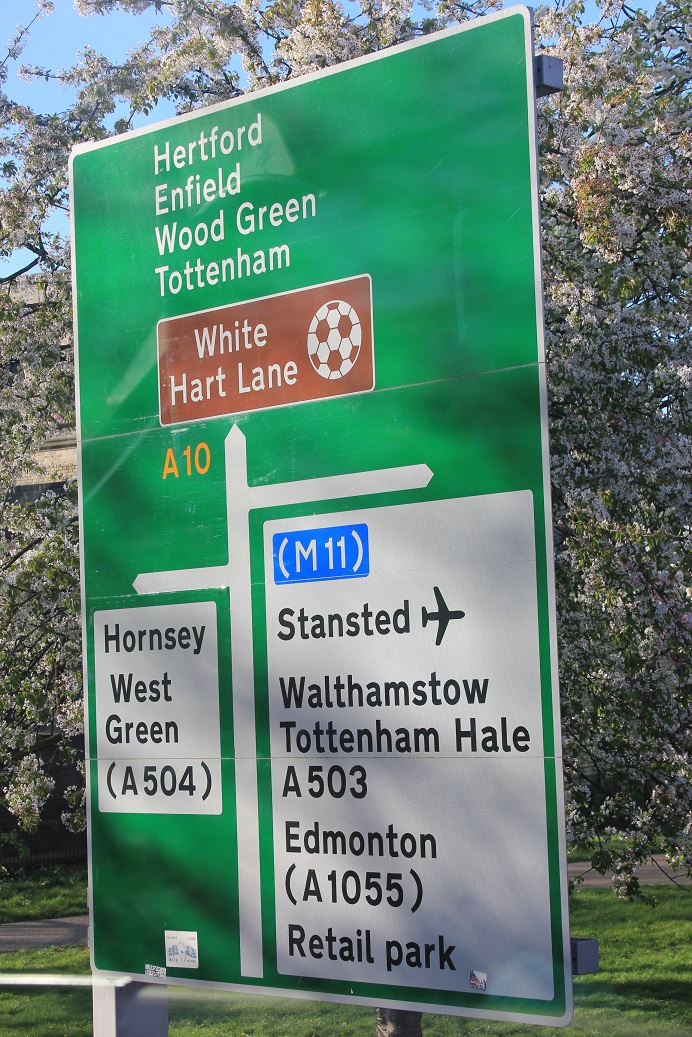 Hertford
Enfield
Wood Green
Tottenham
White
Hart Lane
A10
(M11)
Stansted
Walthamstow
Tottenham Hale
A503
Edmonton
(A1055)
Retail park
Hornsey
West
Green
(A504)